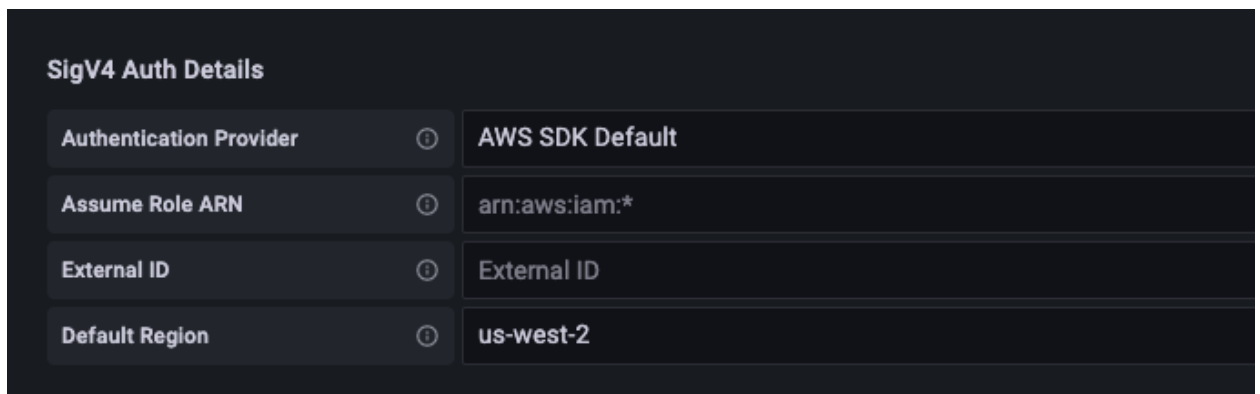 SigV4 Auth Details
Authentication Provider AWS SDK Default
Assume Role ARN arn:aws:iam:*
External ID External ID
Default Region us-west-2